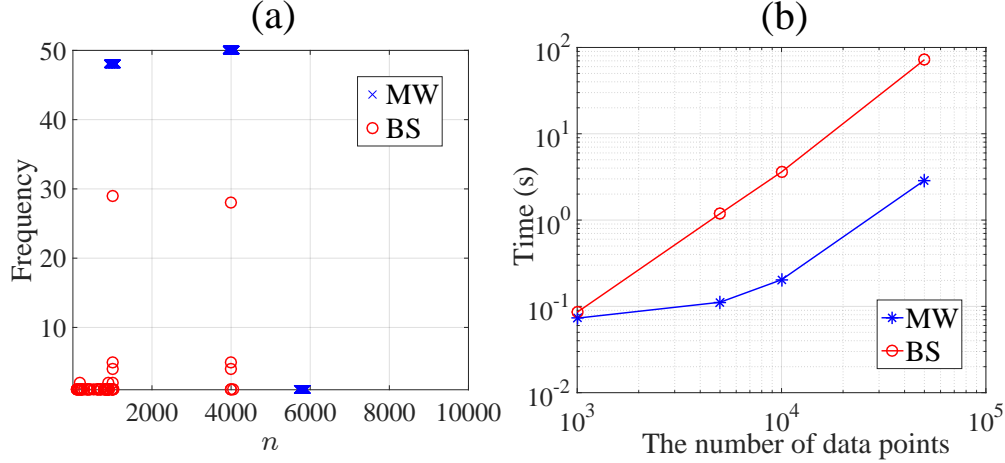 (a)
50
40
30
20
10
Frequency
2000
4000
6000
8000
10000
n
MW
BS
(b)
10^2
10^1
10^0
10^-1
10^-2
Time (s)
10^3
10^4
10^5
The number of data points
MW
BS